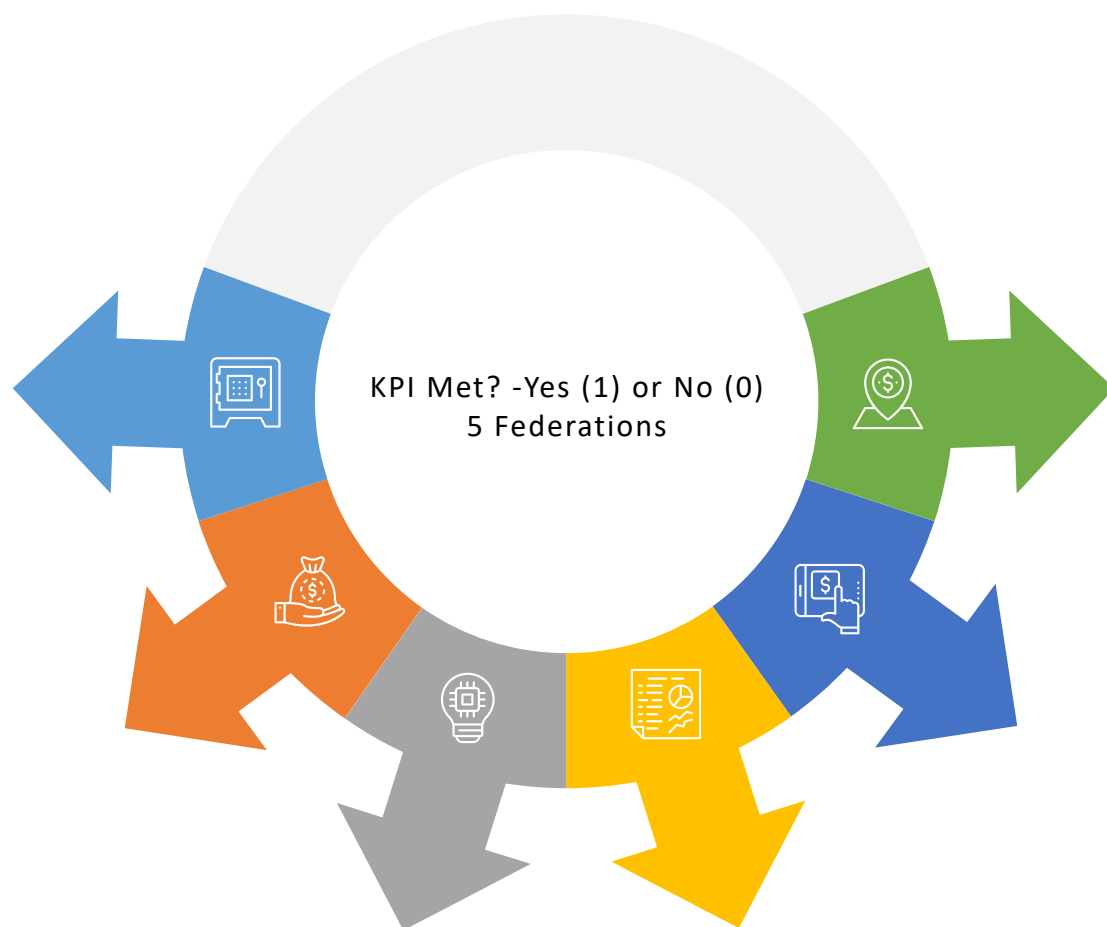 KPI Met? -Yes (1) or No (0)
5 Federations
$
$
$